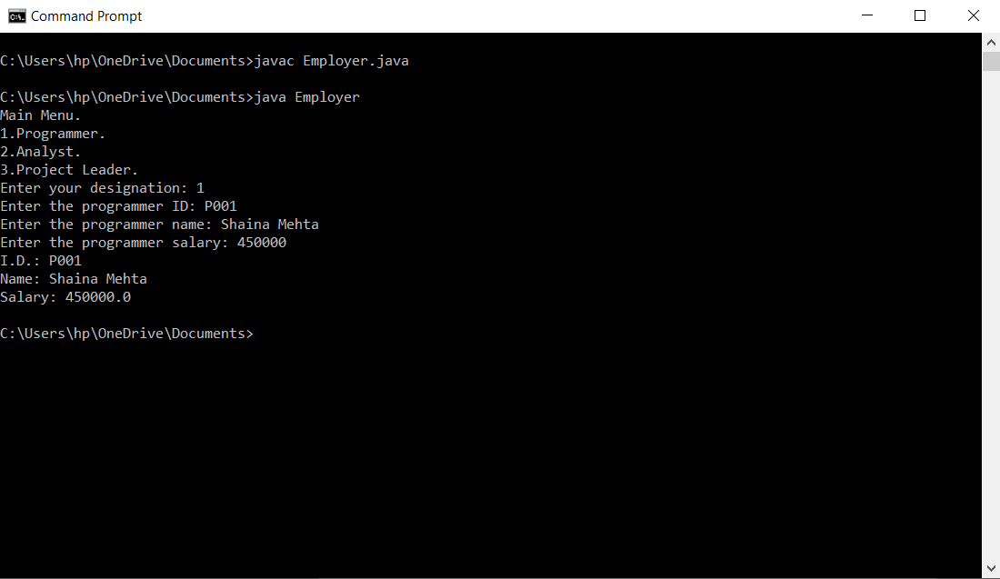 Command Prompt
C:\Users\hp\OneDrive\Documents>javac Employer.java
C:\Users\hp\OneDrive\Documents>java Employer
Main Menu.
1.Programmer.
2.Analyst.
3.Project Leader.
Enter your designation: 1
Enter the programmer ID: P001
Enter the programmer name: Shaina Mehta
Enter the programmer salary: 450000
I.D.: P001
Name: Shaina Mehta
Salary: 450000.0
C:\Users\hp\OneDrive\Documents>